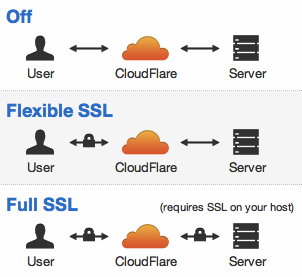 Off
User CloudFlare Server
Flexible SSL
User CloudFlare Server
Full SSL (requires SSL on your host)
User CloudFlare Server